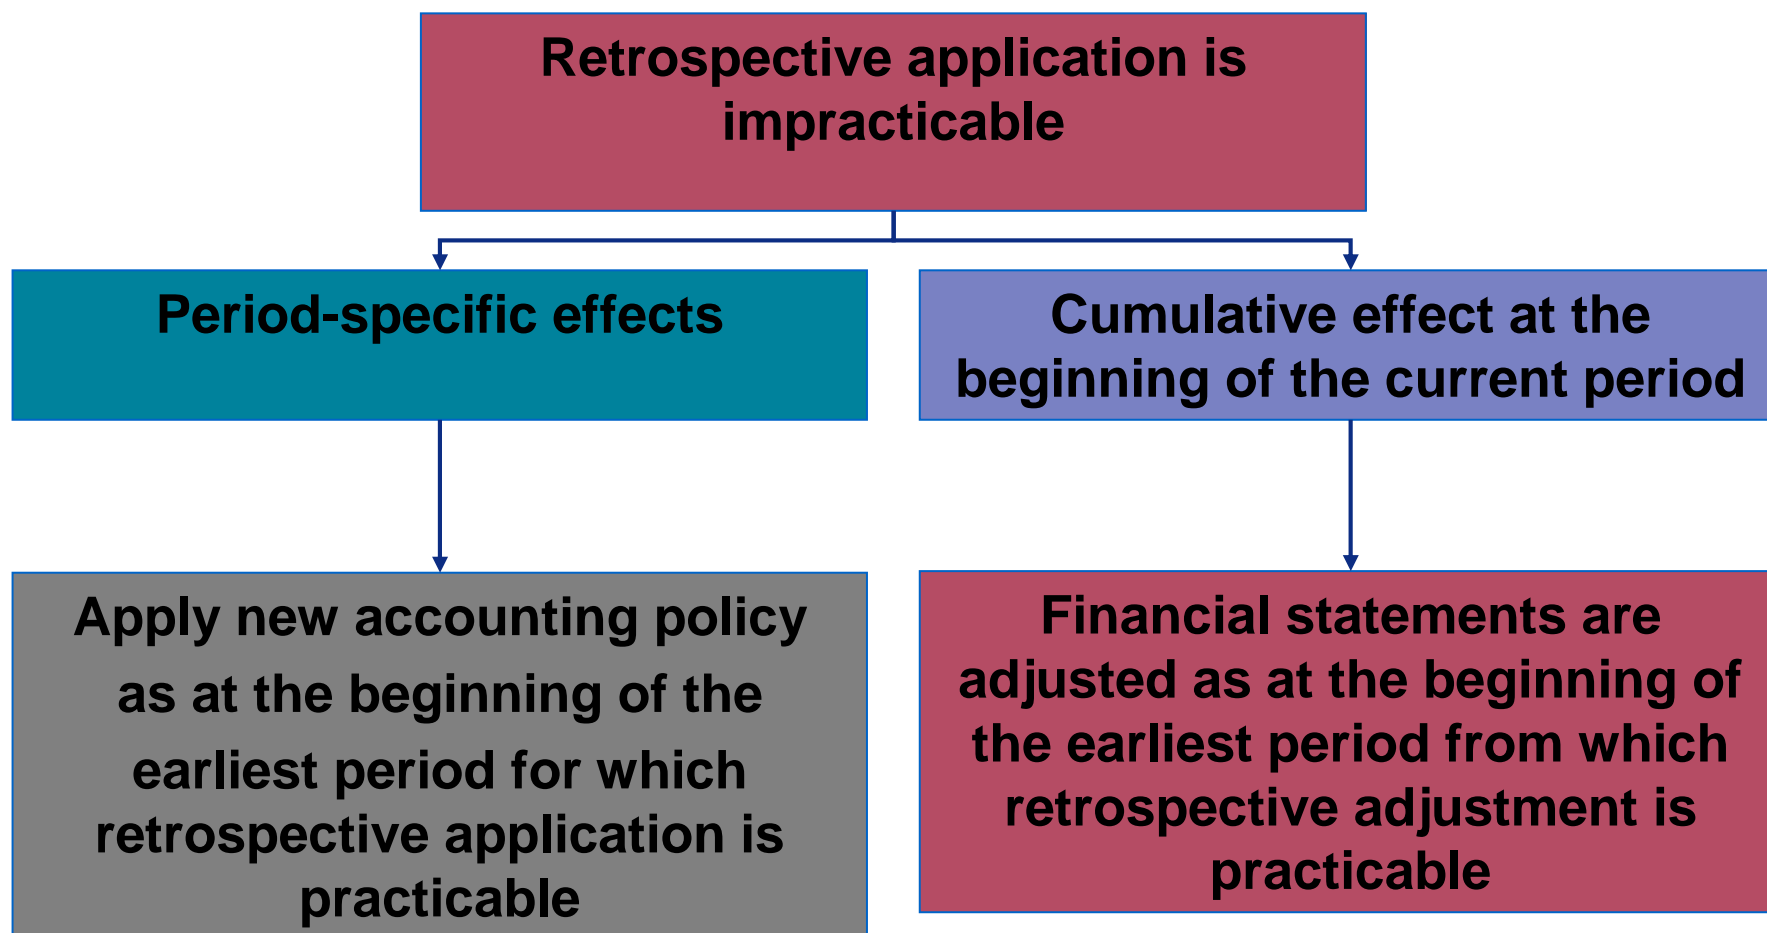 Retrospective application is
impracticable
Period-specific effects
Cumulative effect at the
beginning of the current period
Apply new accounting policy
as at the beginning of the
earliest period for which
retrospective application is
practicable
Financial statements are
adjusted as at the beginning of
the earliest period from which
retrospective adjustment is
practicable